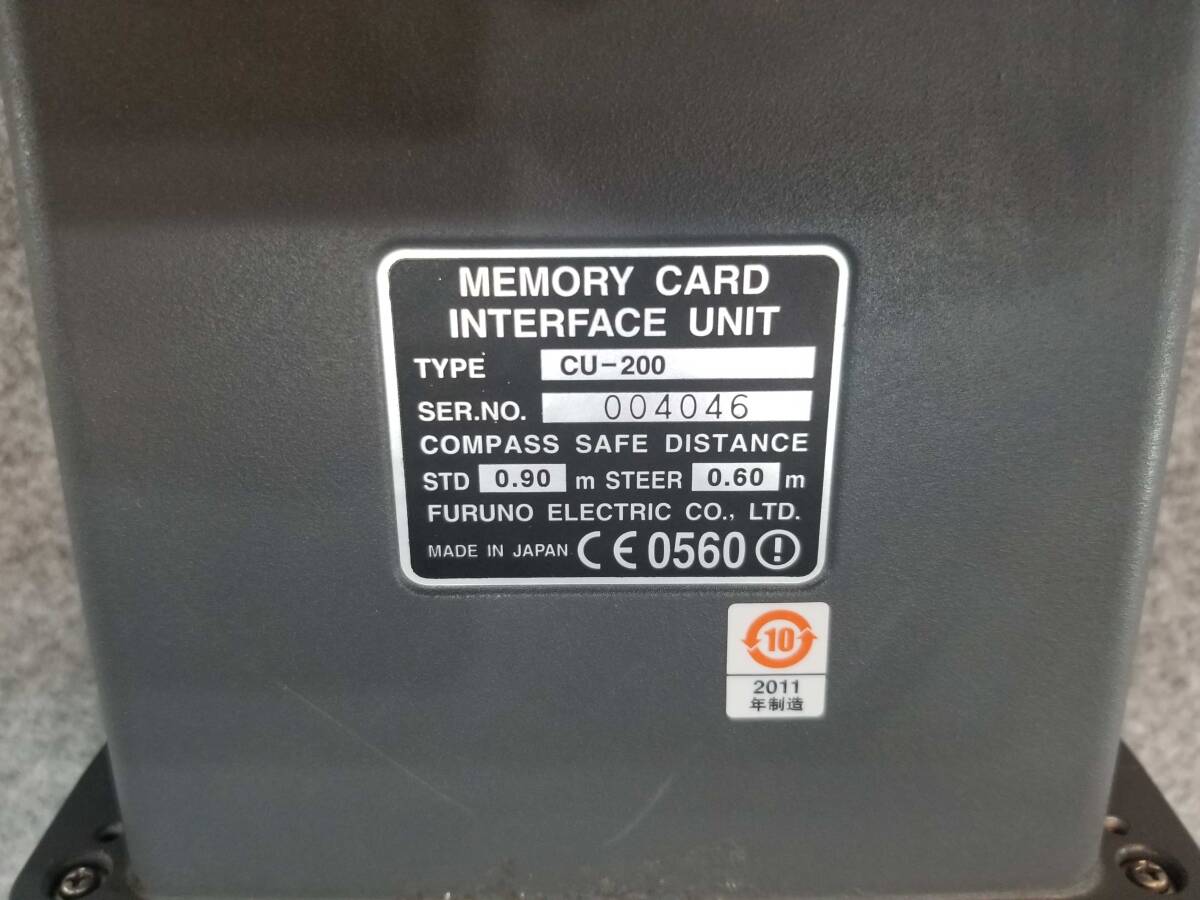 MEMORY CARD
INTERFACE UNIT
TYPE CU-200
SER.NO. 004046
COMPASS SAFE DISTANCE
STD 0.90 m STEER 0.60 m
FURUNO ELECTRIC CO., LTD.
MADE IN JAPAN CE 0560
10
2011
年制造